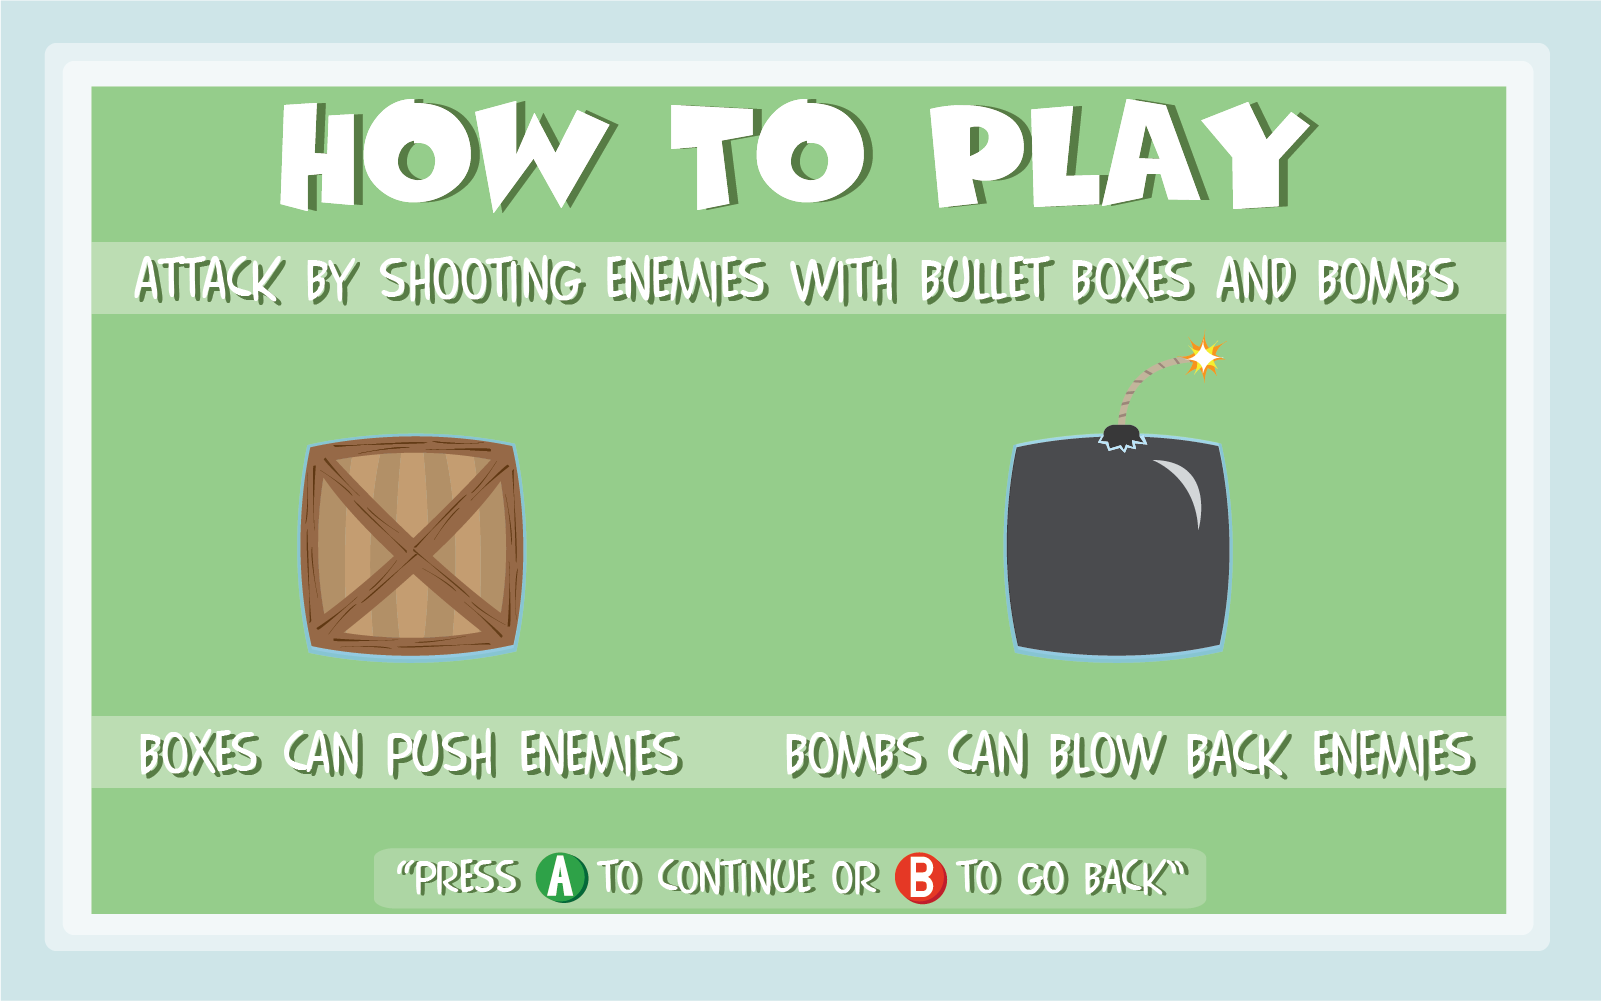 HOW TO PLAY
ATTACK BY SHOOTING ENEMIES WITH BULLET BOXES AND BOMBS
BOXES CAN PUSH ENEMIES
BOMBS CAN BLOW BACK ENEMIES
"PRESS A TO CONTINUE OR B TO GO BACK"